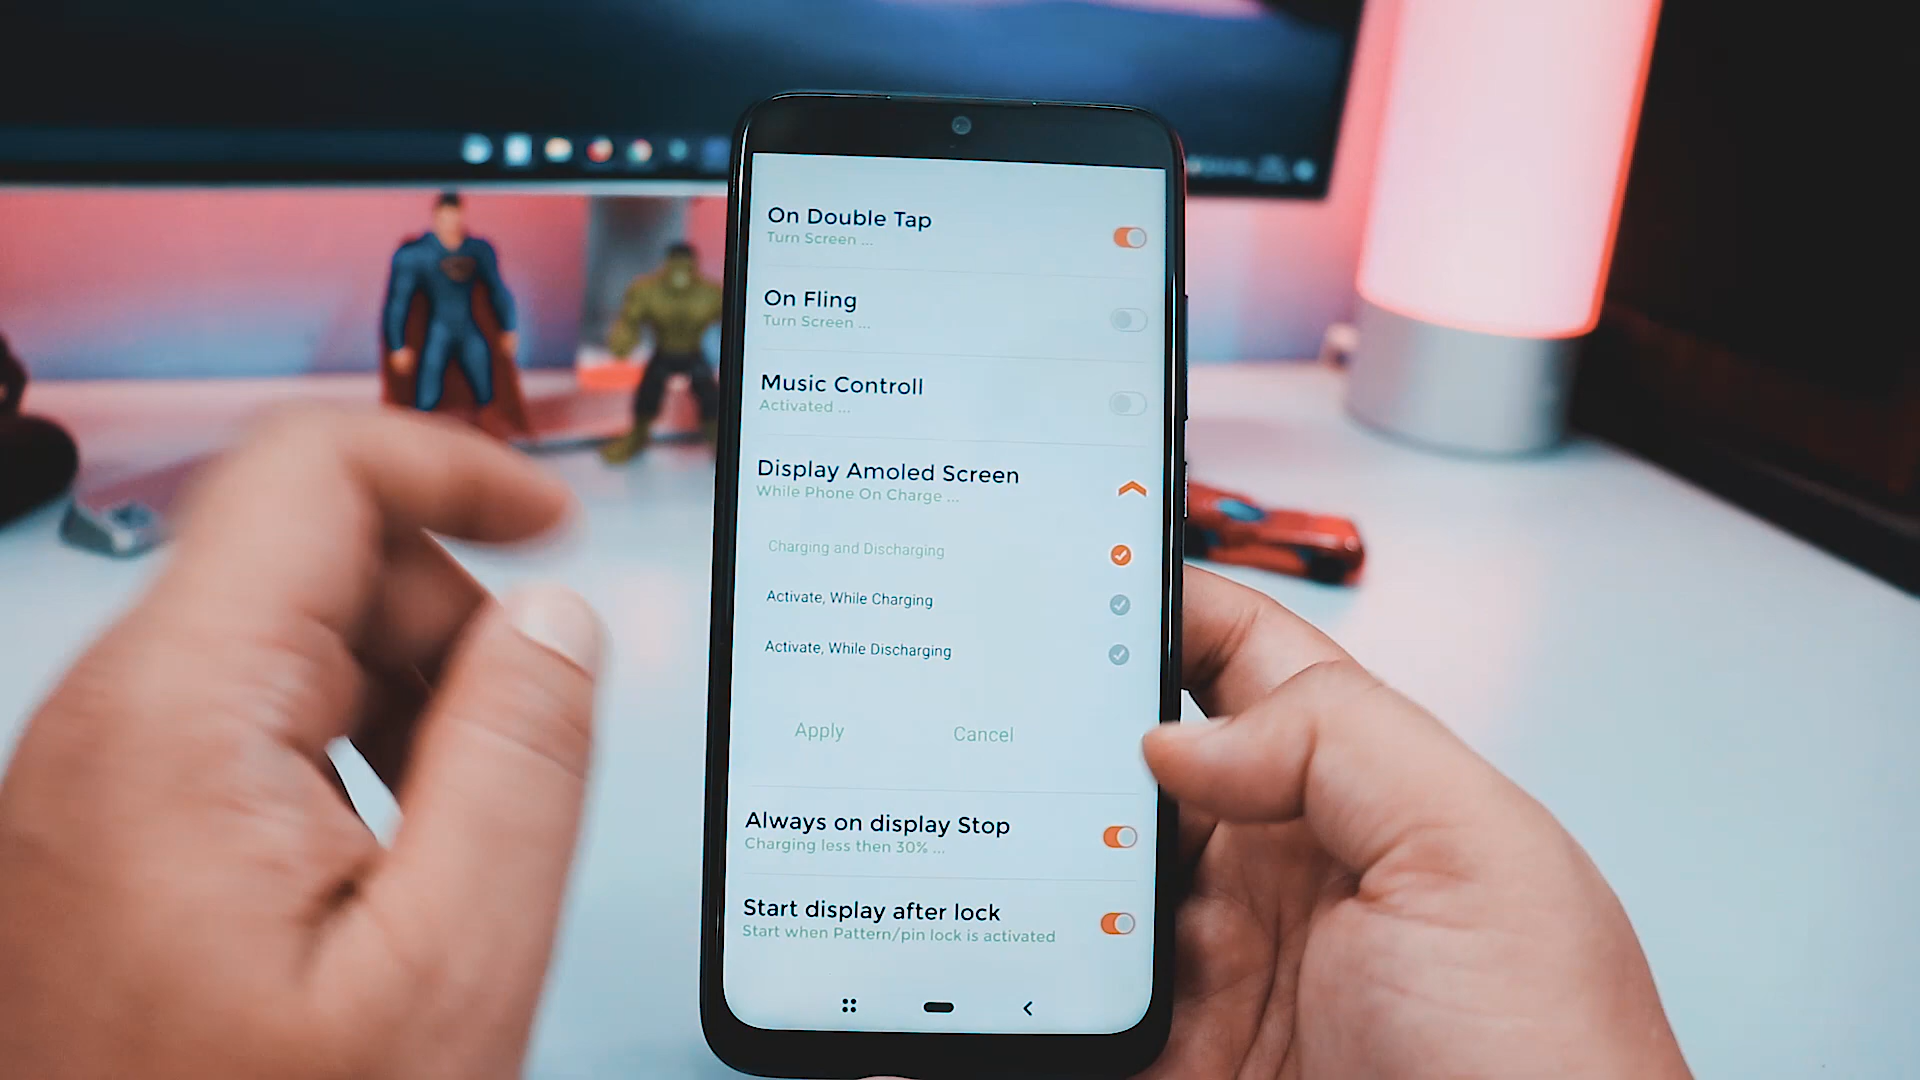 On Double Tap
Turn Screen ...
On Fling
Turn Screen ...
Music Controll
Activated ...
Display Amoled Screen
While Phone On Charge ...
Charging and Discharging
Activate, While Charging
Activate, While Discharging
Apply Cancel
Always on display Stop
Charging less then 30% ...
Start display after lock
Start when Pattern/pin lock is activated